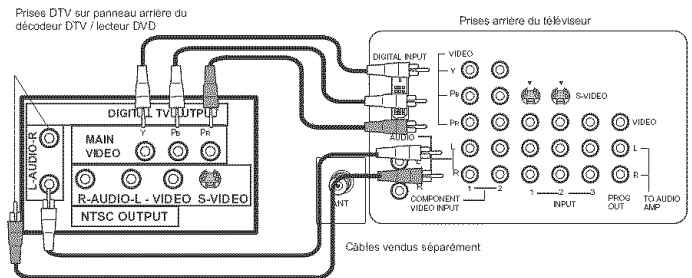 Prises DTV sur panneau arrière du
décodeur DTV / lecteur DVD
Prises arrière du téléviseur
DIGITAL INPUT
VIDEO
Y
PB
PR
S-VIDEO
VIDEO
AUDIO
L
R
L
R
1 2
COMPONENT
VIDEO INPUT
1 2 3
INPUT
PROG
OUT
TO AUDIO
AMP
ANT
DIGITAL TV OUTPUT
Y PB PR
MAIN
VIDEO
L-AUDIO-R
R-AUDIO-L - VIDEO S-VIDEO
NTSC OUTPUT
Câbles vendus séparément